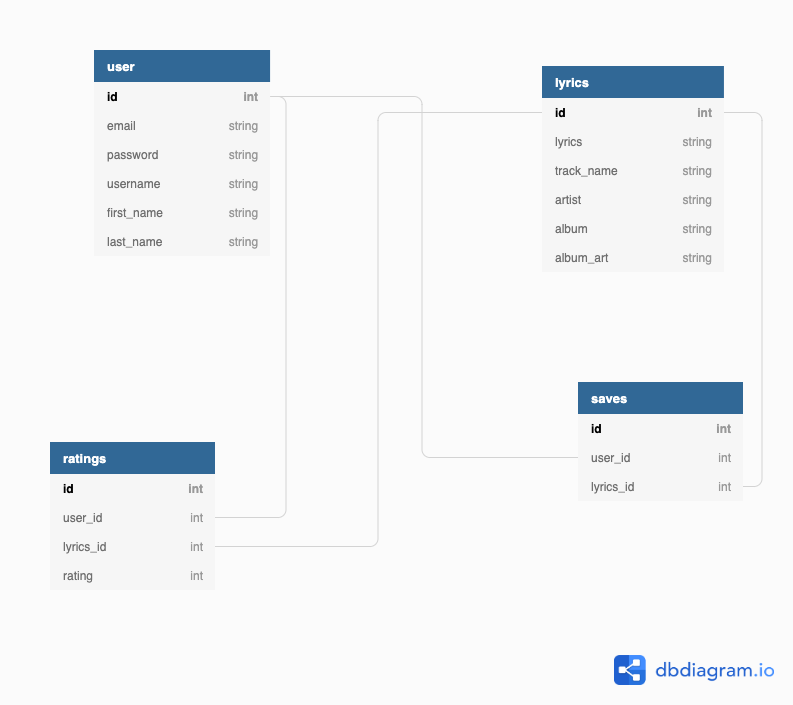 user
id int
email string
password string
username string
first_name string
last_name string
lyrics
id int
lyrics string
track_name string
artist string
album string
album_art string
ratings
id int
user_id int
lyrics_id int
rating int
saves
id int
user_id int
lyrics_id int
dbdiagram.io